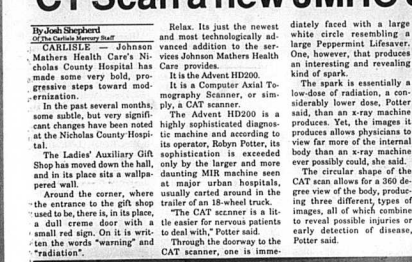 CT Scan a new JMHC
By Josh Shepherd
Of The Carlisle Mercury Staff
CARLISLE — Johnson
Mathers Health Care's Ni-
cholas County Hospital has
made some very bold, pro-
gressive steps toward mod-
ernization.
In the past several months,
some subtle, but very signifi-
cant changes have been noted
at the Nicholas County Hospi-
tal.
The Ladies' Auxiliary Gift
Shop has moved down the hall,
and in its place sits a wallpa-
pered wall.
Around the corner, where
the entrance to the gift shop
used to be, there is, in its place,
a dull creme door with a
small red sign. On it is writ-
ten the words "warning" and
"radiation".
Relax. Its just the newest
and most technologically ad-
vanced addition to the ser-
vices Johnson Mathers Health
Care provides.
It is the Advent HD200.
It is a Computer Axial To-
mography Scanner, or sim-
ply, a CAT scanner.
The Advent HD200 is a
highly sophisticated diagnos-
tic machine and according to
its operator, Robyn Potter, its
sophistication is exceeded
only by the larger and more
daunting MIR machine seen
at major urban hospitals,
usually carted around in the
trailer of an 18-wheel truck.
"The CAT scanner is a lit-
tle easier for nervous patients
to deal with," Potter said.
Through the doorway to the
CAT scanner, one is imme-
diately faced with a large
white circle resembling a
large Peppermint Lifesaver.
One, however, that produces
an interesting and revealing
kind of spark.
The spark is essentially a
low-dose of radiation, a con-
siderably lower dose, Potter
said, than an x-ray machine
produces. Yet, the images it
produces allows physicians to
view far more of the internal
body than an x-ray machine
ever possibly could, she said.
The circular shape of the
CAT scan allows for a 360 de-
gree view of the body, produc-
ing three different, types of
images, all of which combine
to reveal possible injuries or
early detection of disease,
Potter said.